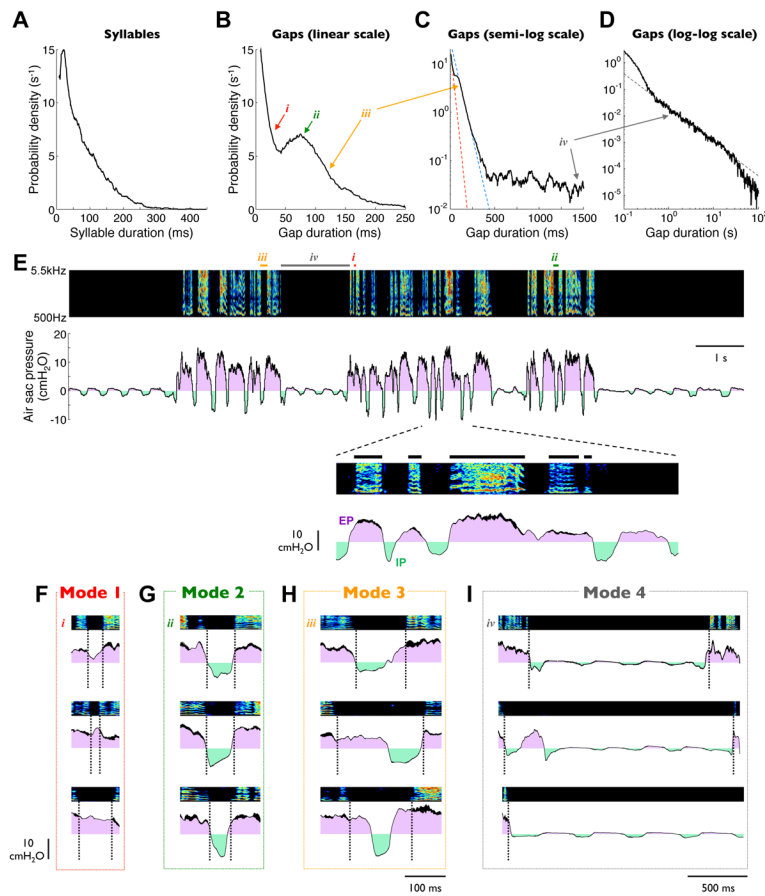 A
Syllables
Probability density (s⁻¹)
15
10
5
0
0 100 200 300 400
Syllable duration (ms)
B
Gaps (linear scale)
Probability density (s⁻¹)
15
10
5
0
0 50 100 150 200 250
Gap duration (ms)
i
ii
iii
C
Gaps (semi-log scale)
10¹
10⁰
10⁻¹
10⁻²
0 500 1000 1500
Gap duration (ms)
D
Gaps (log-log scale)
10⁰
10⁻¹
10⁻²
10⁻³
10⁻⁴
10⁻⁵
10⁻¹ 10⁰ 10¹ 10²
Gap duration (s)
iv
E
iii iv i ii
5.5kHz
500Hz
1 s
Air sac pressure
(cmH₂O)
20
10
0
-10
EP
IP
10
cmH₂O
F
Mode 1
i
G
Mode 2
ii
H
Mode 3
iii
I
Mode 4
iv
10
cmH₂O
100 ms
500 ms